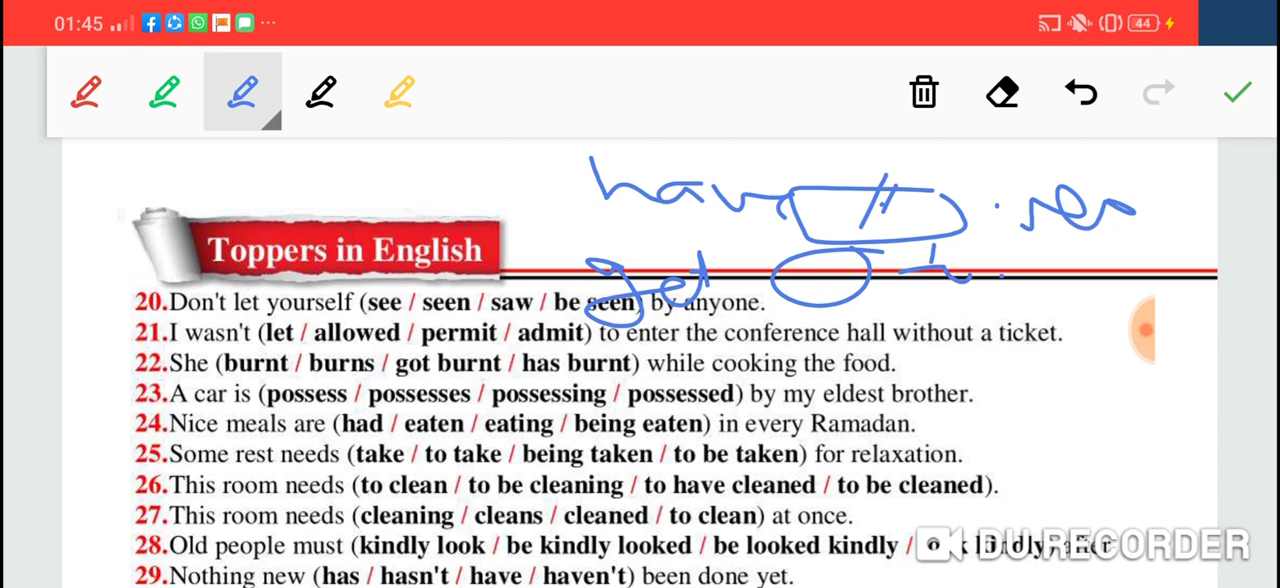 01:45 44
have . seen
Toppers in English
get
20.Don't let yourself (see / seen / saw / be seen) by anyone.
21.I wasn't (let / allowed / permit / admit) to enter the conference hall without a ticket.
22.She (burnt / burns / got burnt / has burnt) while cooking the food.
23.A car is (possess / possesses / possessing / possessed) by my eldest brother.
24.Nice meals are (had / eaten / eating / being eaten) in every Ramadan.
25.Some rest needs (take / to take / being taken / to be taken) for relaxation.
26.This room needs (to clean / to be cleaning / to have cleaned / to be cleaned).
27.This room needs (cleaning / cleans / cleaned / to clean) at once.
28.Old people must (kindly look / be kindly looked / be looked kindly / kindly) after
DU RECORDER
29.Nothing new (has / hasn't / have / haven't) been done yet.